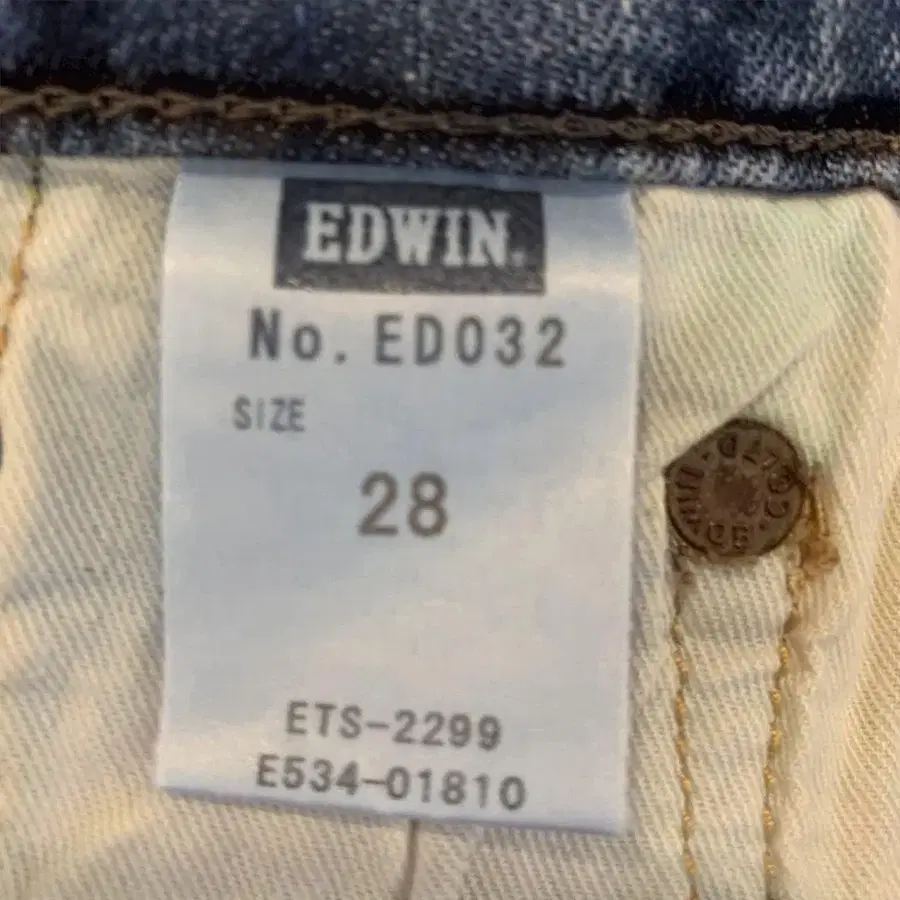 EDWIN.
No. ED032
SIZE
28
ETS-2299
E534-01810